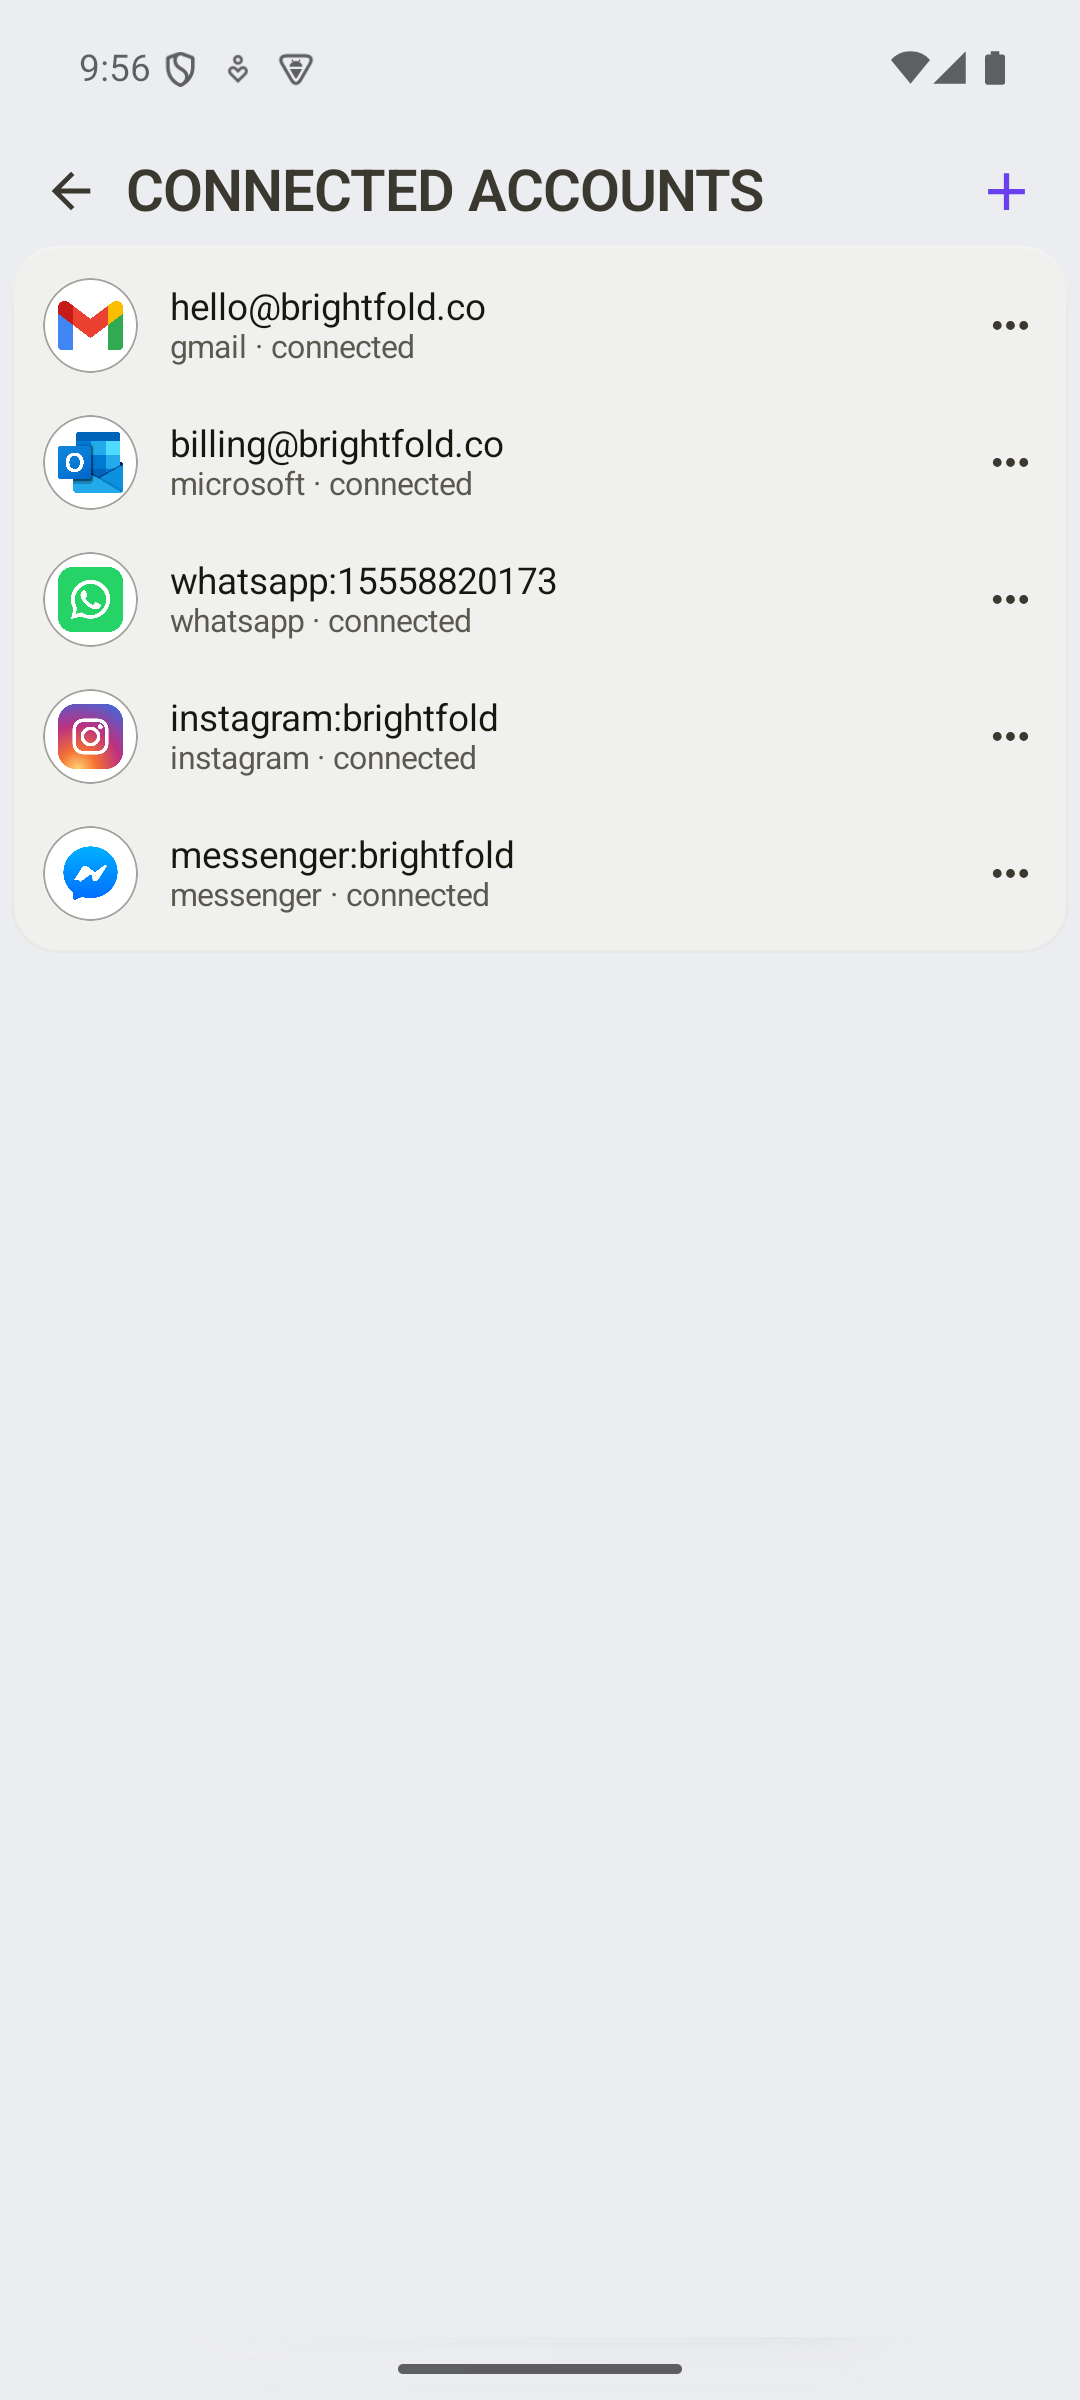 9:56
CONNECTED ACCOUNTS
hello@brightfold.co
gmail · connected
billing@brightfold.co
microsoft · connected
whatsapp:15558820173
whatsapp · connected
instagram:brightfold
instagram · connected
messenger:brightfold
messenger · connected